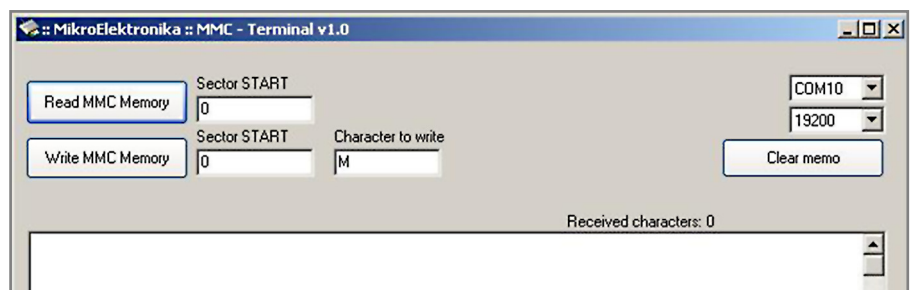 :: MikroElektronika :: MMC - Terminal v1.0
Sector START
Read MMC Memory
0
COM10
19200
Sector START
Character to write
Write MMC Memory
0
M
Clear memo
Received characters: 0